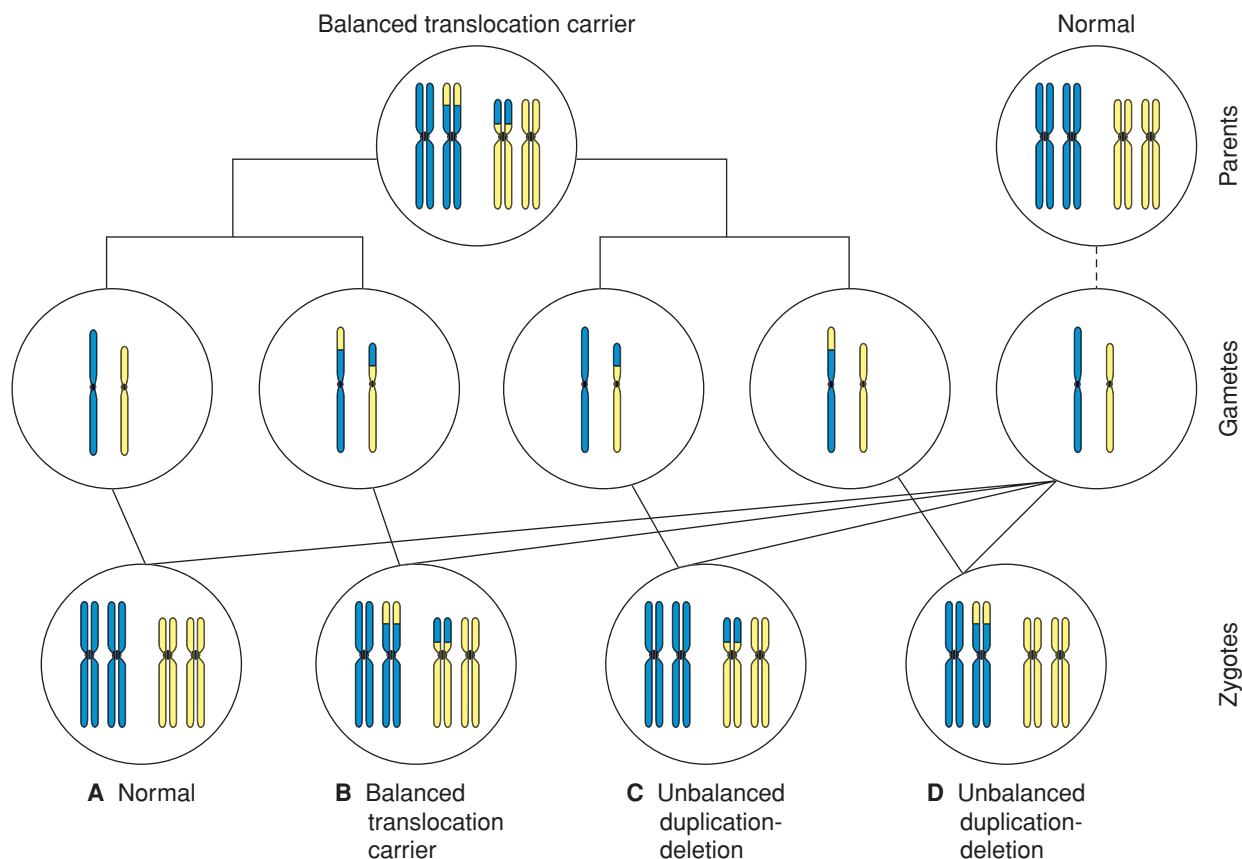 Balanced translocation carrier
Normal
Parents
Gametes
Zygotes
A Normal
B Balanced
translocation
carrier
C Unbalanced
duplication-
deletion
D Unbalanced
duplication-
deletion